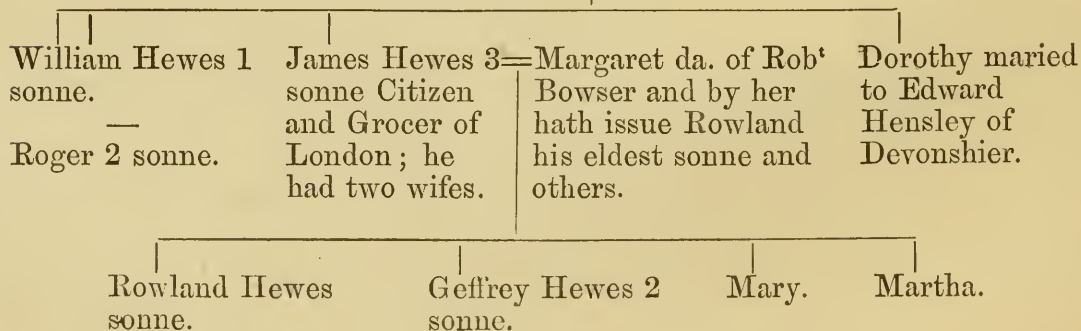 William Hewes 1
sonne.
—
Roger 2 sonne.
James Hewes 3=
sonne Citizen
and Grocer of
London; he
had two wifes.
Margaret da. of Robᵗ
Bowser and by her
hath issue Rowland
his eldest sonne and
others.
Dorothy maried
to Edward
Hensley of
Devonshier.
Rowland Hewes
sonne.
Geffrey Hewes 2
sonne.
Mary.
Martha.